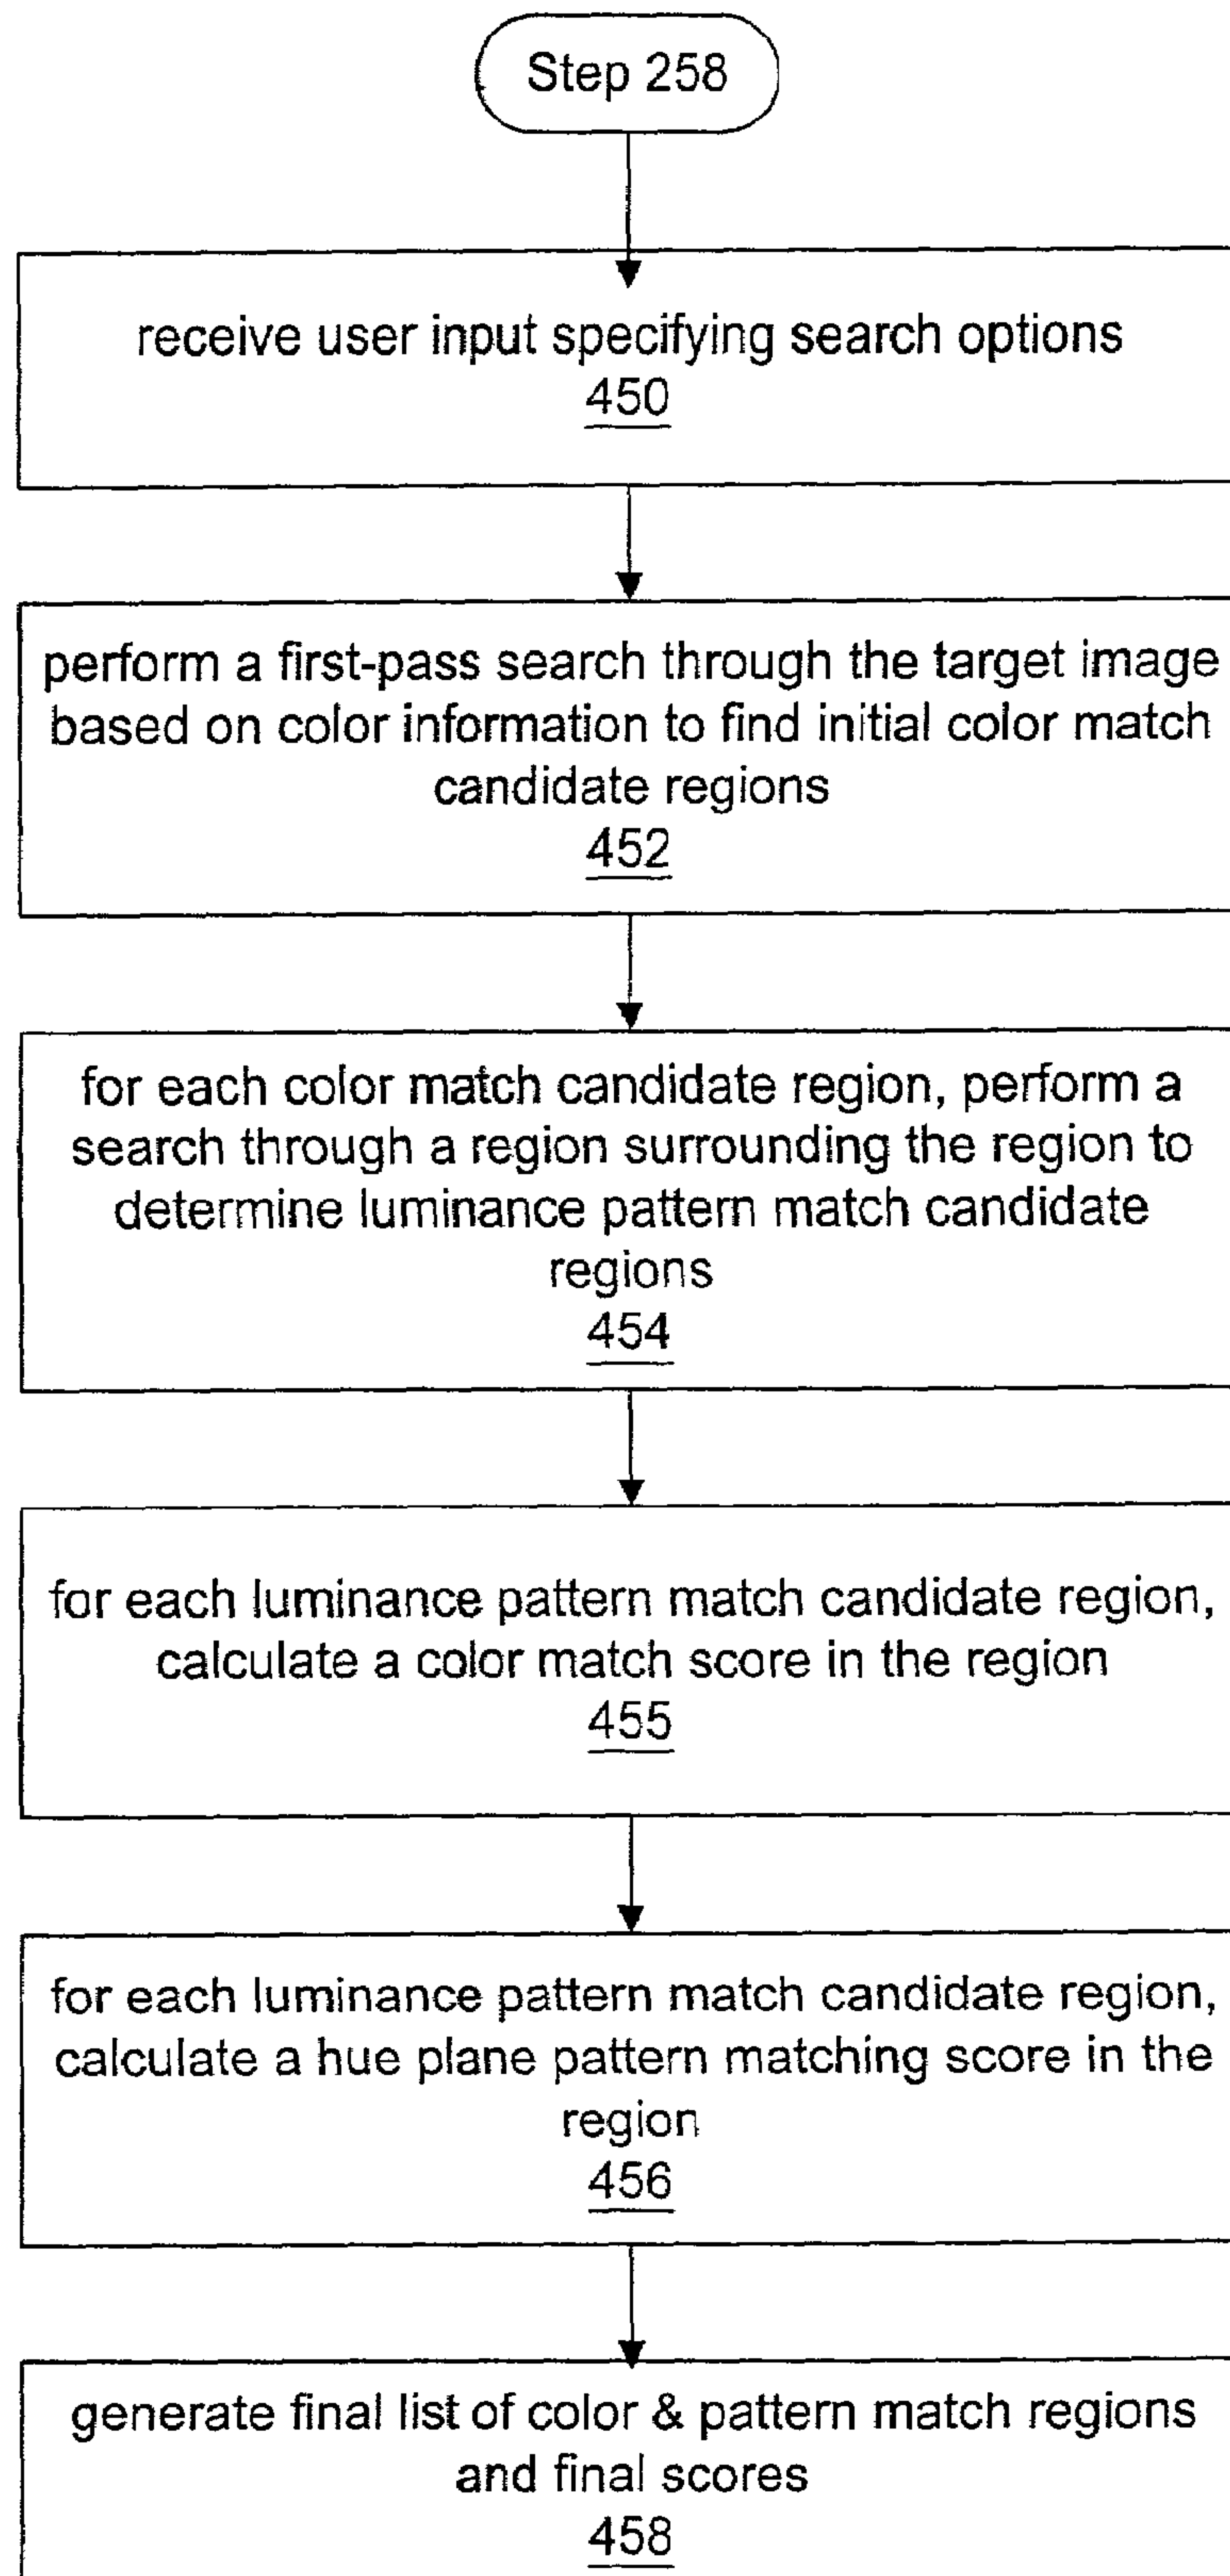 Step 258
receive user input specifying search options
450
perform a first-pass search through the target image
based on color information to find initial color match
candidate regions
452
for each color match candidate region, perform a
search through a region surrounding the region to
determine luminance pattern match candidate
regions
454
for each luminance pattern match candidate region,
calculate a color match score in the region
455
for each luminance pattern match candidate region,
calculate a hue plane pattern matching score in the
region
456
generate final list of color & pattern match regions
and final scores
458